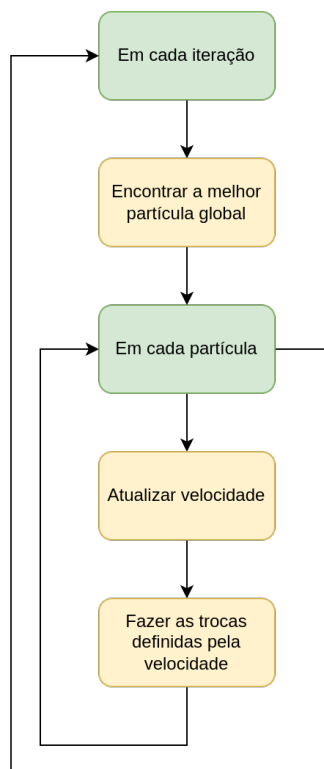 Em cada iteração
Encontrar a melhor
partícula global
Em cada partícula
Atualizar velocidade
Fazer as trocas
definidas pela
velocidade